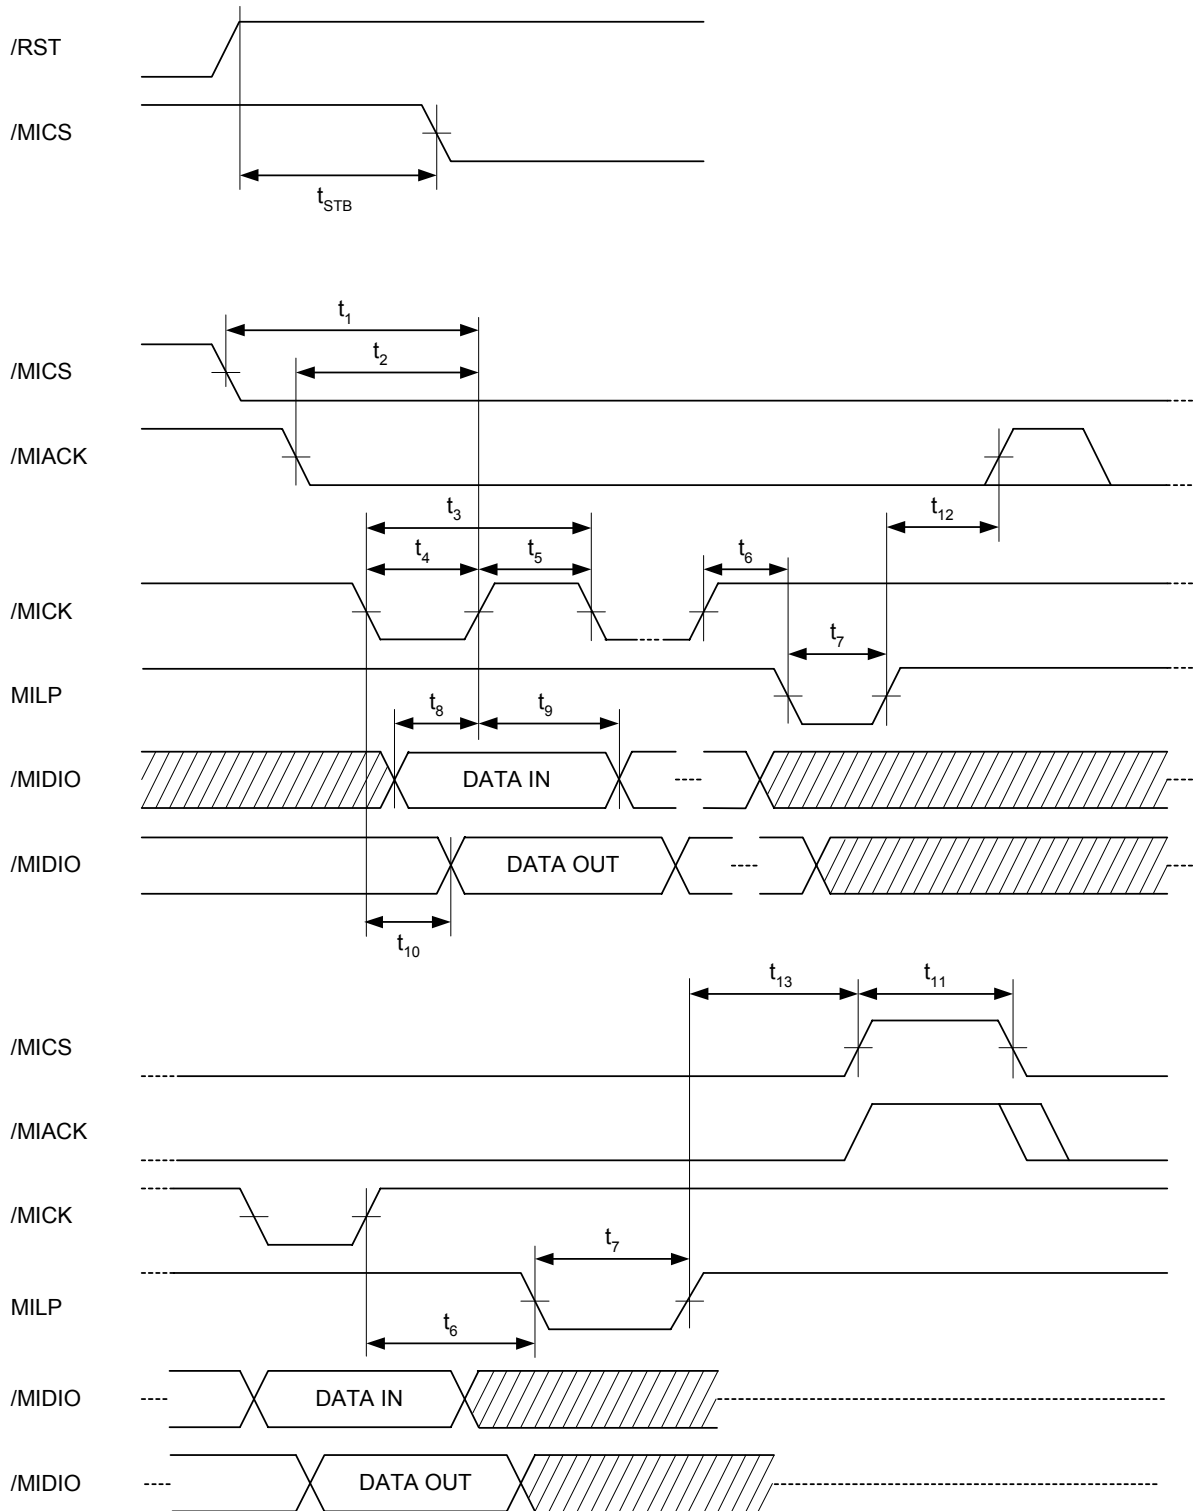 /RST
/MICS
tSTB
t1
/MICS
t2
/MIACK
t3
t12
t4
t5
t6
/MICK
t7
MILP
t8
t9
/MIDIO
DATA IN
/MIDIO
DATA OUT
t10
t13
t11
/MICS
/MIACK
/MICK
t7
MILP
t6
/MIDIO
DATA IN
/MIDIO
DATA OUT